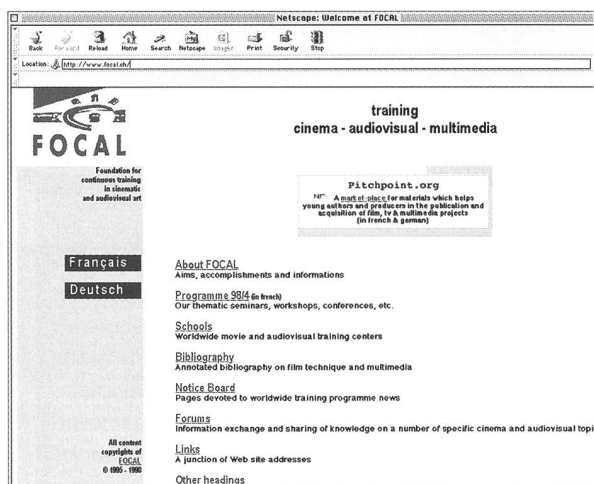 Netscape: Welcome at FOCAL
Back Forward Reload Home Search Netscape Images Print Security Stop
Location: http://www.focal.ch/
FOCAL
Foundation for
continuous training
in cinematic
and audiovisual art
training
cinema - audiovisual - multimedia
Pitchpoint.org
A market-place for materials which helps
young authors and producers in the publication and
acquisition of film, tv & multimedia projects
(in french & german)
Français
Deutsch
About FOCAL
Aims, accomplishments and informations
Programme 98/4 (in french)
Our thematic seminars, workshops, conferences, etc.
Schools
Worldwide movie and audiovisual training centers
Bibliography
Annotated bibliography on film technique and multimedia
Notice Board
Pages devoted to worldwide training programme news
Forums
Information exchange and sharing of knowledge on a number of specific cinema and audiovisual topi
Links
A junction of Web site addresses
Other headings
All content
copyrights of
FOCAL
© 1995 - 1998